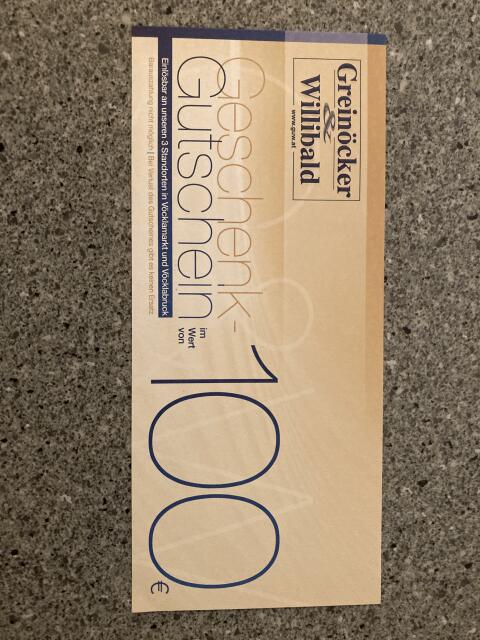 Greinöcker
&
Willibald
www.guw.at
Geschenk-
Gutschein
im
Wert
von
100
€
Einlösbar an unseren 3 Standorten in Vöcklamarkt und Vöcklabruck
Barauszahlung nicht möglich | Bei Verlust des Gutscheines gibt es keinen Ersatz